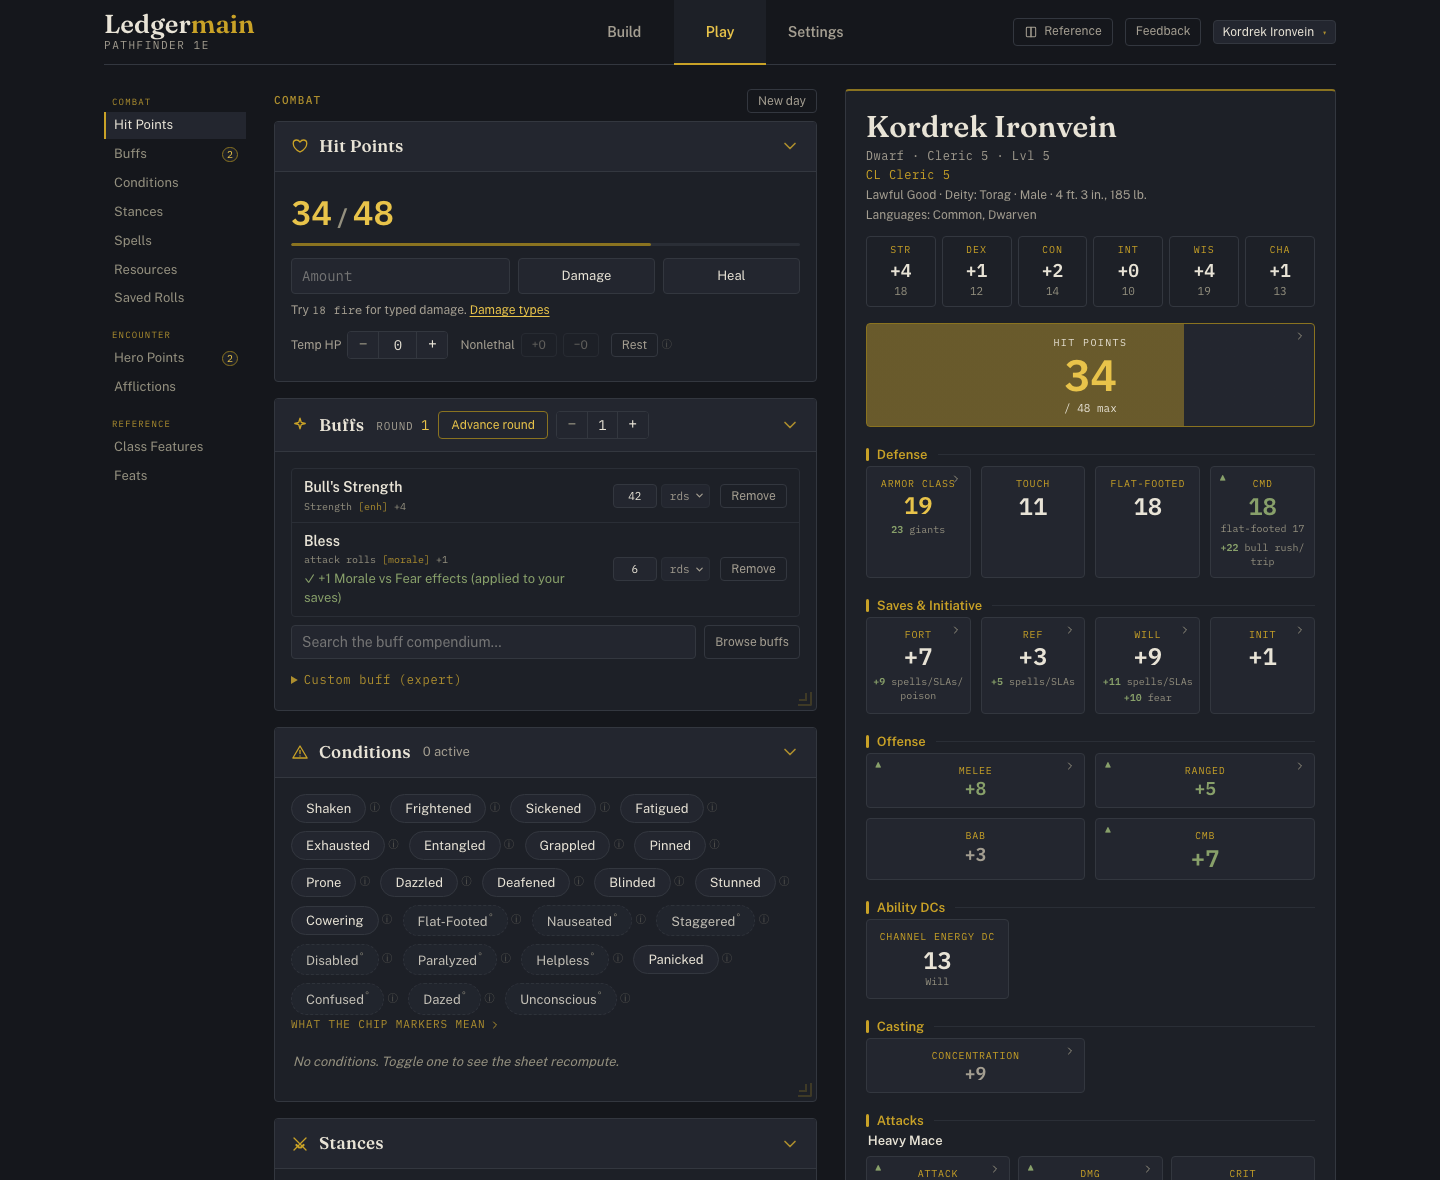 Ledgermain
PATHFINDER 1E
Build
Play
Settings
Reference
Feedback
Kordrek Ironvein
COMBAT
Hit Points
Buffs 2
Conditions
Stances
Spells
Resources
Saved Rolls
ENCOUNTER
Hero Points 2
Afflictions
REFERENCE
Class Features
Feats
COMBAT
New day
Hit Points
34 / 48
Amount
Damage
Heal
Try 18 fire for typed damage. Damage types
Temp HP − 0 + Nonlethal +0 −0 Rest ⓘ
Buffs ROUND 1 Advance round − 1 +
Bull's Strength
Strength [enh] +4
42 rds Remove
Bless
attack rolls [morale] +1
✓ +1 Morale vs Fear effects (applied to your
saves)
6 rds Remove
Search the buff compendium...
Browse buffs
▶ Custom buff (expert)
Conditions 0 active
Shaken ⓘ Frightened ⓘ Sickened ⓘ Fatigued ⓘ
Exhausted ⓘ Entangled ⓘ Grappled ⓘ Pinned ⓘ
Prone ⓘ Dazzled ⓘ Deafened ⓘ Blinded ⓘ Stunned ⓘ
Cowering ⓘ Flat-Footed° ⓘ Nauseated° ⓘ Staggered° ⓘ
Disabled° ⓘ Paralyzed° ⓘ Helpless° ⓘ Panicked ⓘ
Confused° ⓘ Dazed° ⓘ Unconscious° ⓘ
WHAT THE CHIP MARKERS MEAN >
No conditions. Toggle one to see the sheet recompute.
Stances
Kordrek Ironvein
Dwarf · Cleric 5 · Lvl 5
CL Cleric 5
Lawful Good · Deity: Torag · Male · 4 ft. 3 in., 185 lb.
Languages: Common, Dwarven
STR DEX CON INT WIS CHA
+4 +1 +2 +0 +4 +1
18 12 14 10 19 13
HIT POINTS
34
/ 48 max
Defense
ARMOR CLASS
19
23 giants
TOUCH
11
FLAT-FOOTED
18
▲ CMD
18
flat-footed 17
+22 bull rush/
trip
Saves & Initiative
FORT
+7
+9 spells/SLAs/
poison
REF
+3
+5 spells/SLAs
WILL
+9
+11 spells/SLAs
+10 fear
INIT
+1
Offense
▲ MELEE
+8
▲ RANGED
+5
BAB
+3
▲ CMB
+7
Ability DCs
CHANNEL ENERGY DC
13
Will
Casting
CONCENTRATION
+9
Attacks
Heavy Mace
▲ ATTACK
▲ DMG
CRIT